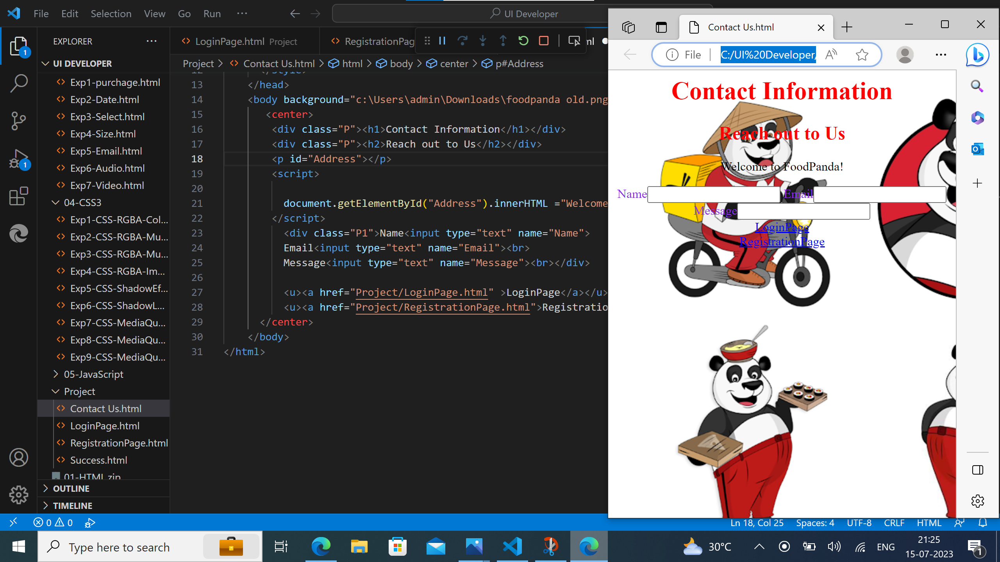 File Edit Selection View Go Run ···
UI Developer
EXPLORER ···
UI DEVELOPER
Exp1-purchage.html
Exp2-Date.html
Exp3-Select.html
Exp4-Size.html
Exp5-Email.html
Exp6-Audio.html
Exp7-Video.html
04-CSS3
Exp1-CSS-RGBA-Col...
Exp2-CSS-RGBA-Mu...
Exp3-CSS-RGBA-Mu...
Exp4-CSS-RGBA-Im...
Exp5-CSS-ShadowEf...
Exp6-CSS-ShadowL...
Exp7-CSS-MediaQu...
Exp8-CSS-MediaQu...
Exp9-CSS-MediaQu...
05-JavaScript
Project
Contact Us.html
LoginPage.html
RegistrationPage.html
Success.html
01-HTML.zip
OUTLINE
TIMELINE
1
1
LoginPage.html Project
RegistrationPag
ml
Project > Contact Us.html > html > body > center > p#Address
12 </style>
13 </head>
14 <body background="c:\Users\admin\Downloads\foodpanda old.png
15 <center>
16 <div class="P"><h1>Contact Information</h1></div>
17 <div class="P"><h2>Reach out to Us</h2></div>
18 <p id="Address"></p>
19 <script>
20
21 document.getElementById("Address").innerHTML ="Welcome
22 </script>
23 <div class="P1">Name<input type="text" name="Name">
24 Email<input type="text" name="Email"><br>
25 Message<input type="text" name="Message"><br></div>
26
27 <u><a href="Project/LoginPage.html" >LoginPage</a></u>
28 <u><a href="Project/RegistrationPage.html">Registratio
29 </center>
30 </body>
31 </html>
Contact Us.html
File C:/UI%20Developer/
Contact Information
Reach out to Us
Welcome to FoodPanda!
Name Email
Message
LoginPage
RegistrationPage
0 0
Ln 18, Col 25 Spaces: 4 UTF-8 CRLF HTML
Type here to search
30°C
ENG
21:25
15-07-2023
1